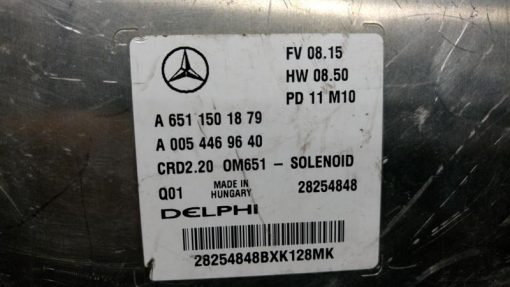 FV 08.15
HW 08.50
PD 11 M10
A 651 150 18 79
A 005 446 96 40
CRD2.20 OM651 - SOLENOID
Q01 MADE IN HUNGARY 28254848
DELPHI
28254848BXK128MK